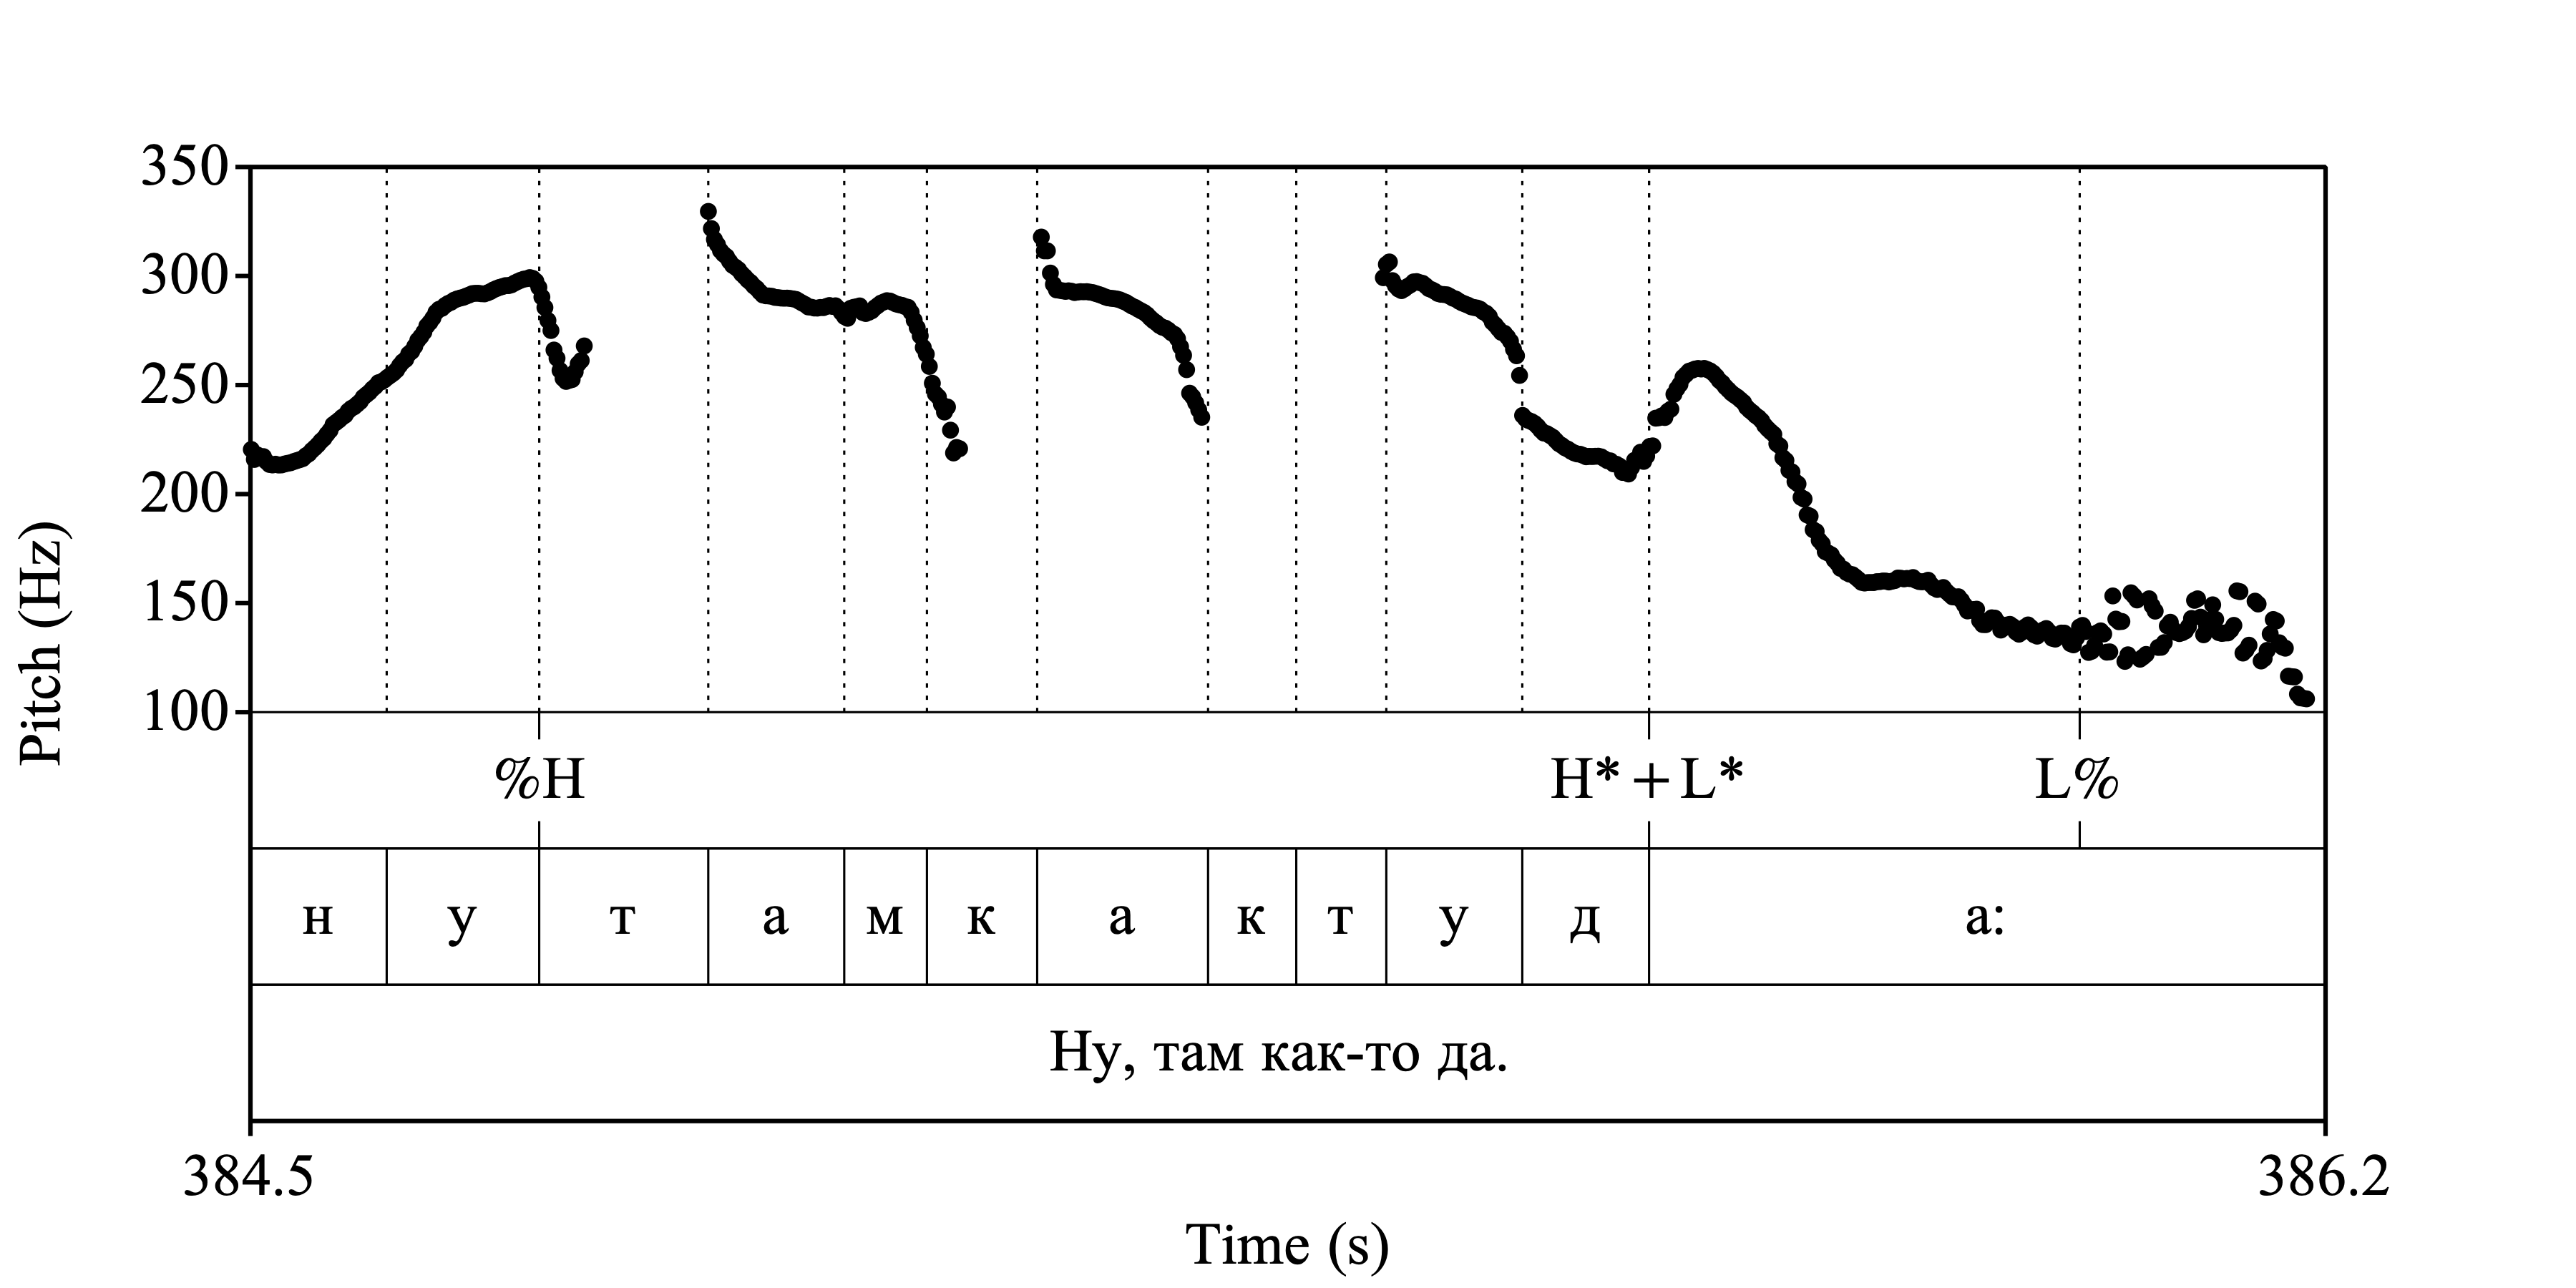 350
300
250
200
150
100
Pitch (Hz)
%H H*+L* L%
н у т а м к а к т у д а:
Ну, там как-то да.
384.5 386.2
Time (s)